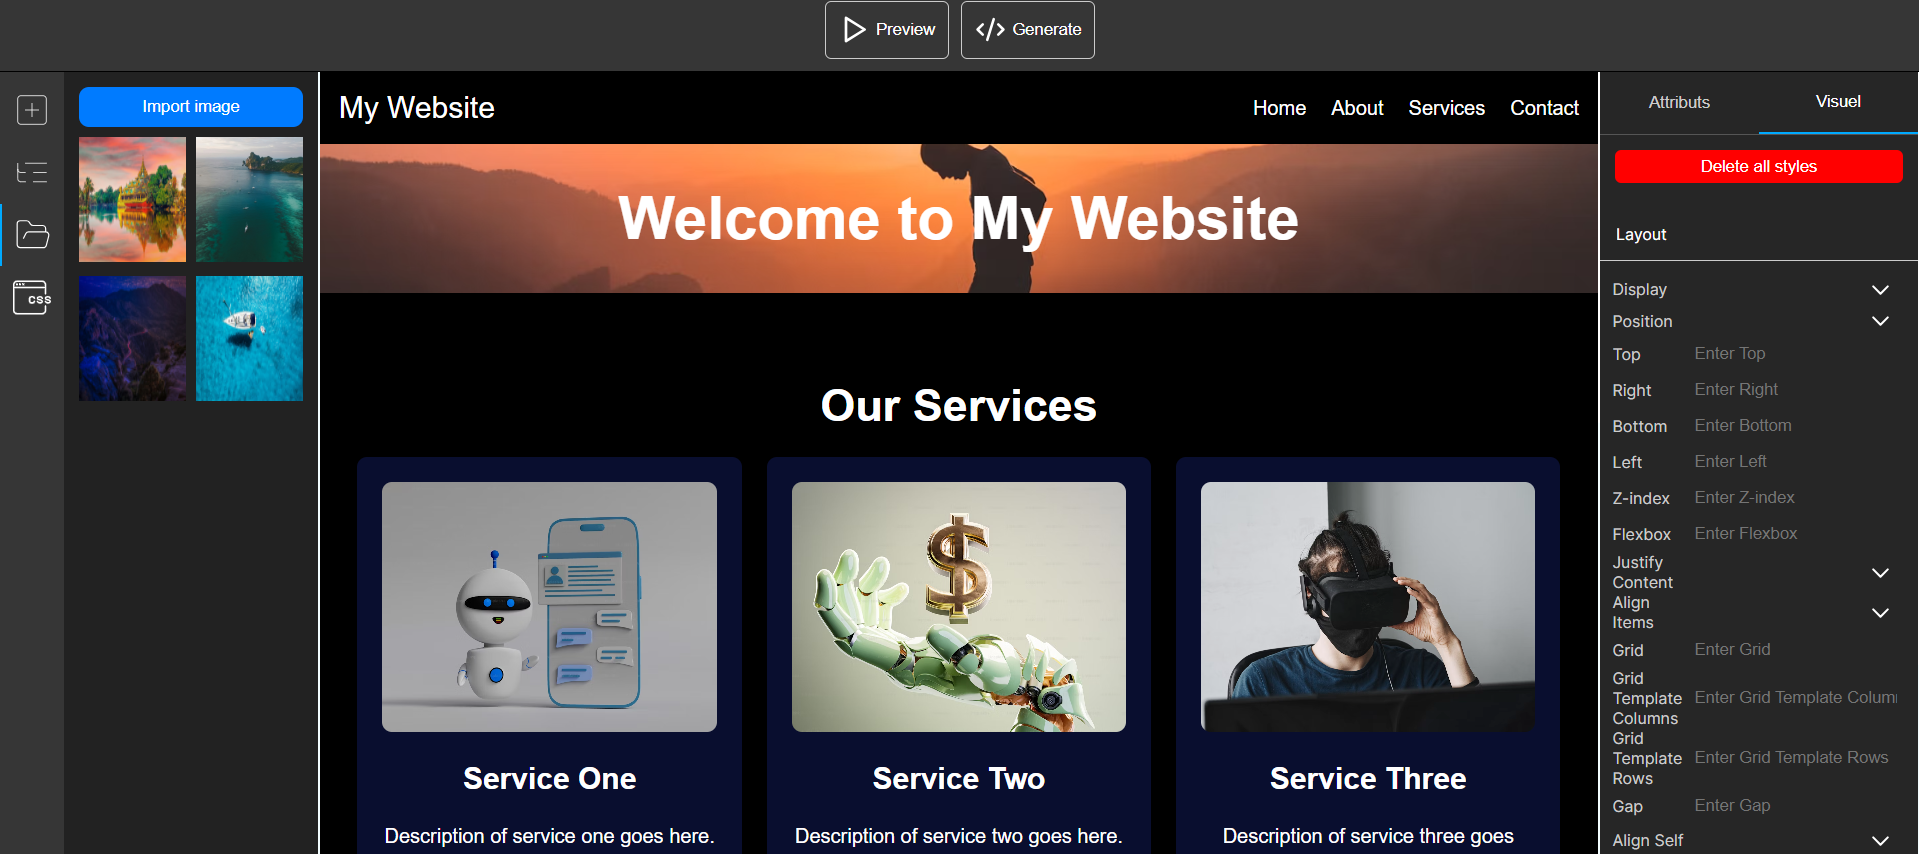 Preview
Generate
Import image
CSS
My Website
Home
About
Services
Contact
Welcome to My Website
Our Services
Service One
Description of service one goes here.
Service Two
Description of service two goes here.
Service Three
Description of service three goes
Attributs
Visuel
Delete all styles
Layout
Display
Position
Top
Enter Top
Right
Enter Right
Bottom
Enter Bottom
Left
Enter Left
Z-index
Enter Z-index
Flexbox
Enter Flexbox
Justify
Content
Align
Items
Grid
Enter Grid
Grid
Template
Columns
Enter Grid Template Colum
Grid
Template
Rows
Enter Grid Template Rows
Gap
Enter Gap
Align Self